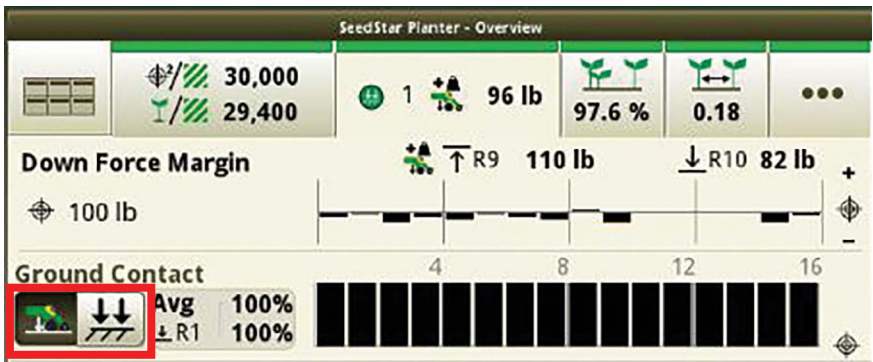 SeedStar Planter - Overview
²/ 30,000
/ 29,400
1 96 lb
97.6 %
0.18
Down Force Margin
R9 110 lb
R10 82 lb
100 lb
+
−
Ground Contact
4 8 12 16
Avg 100%
R1 100%